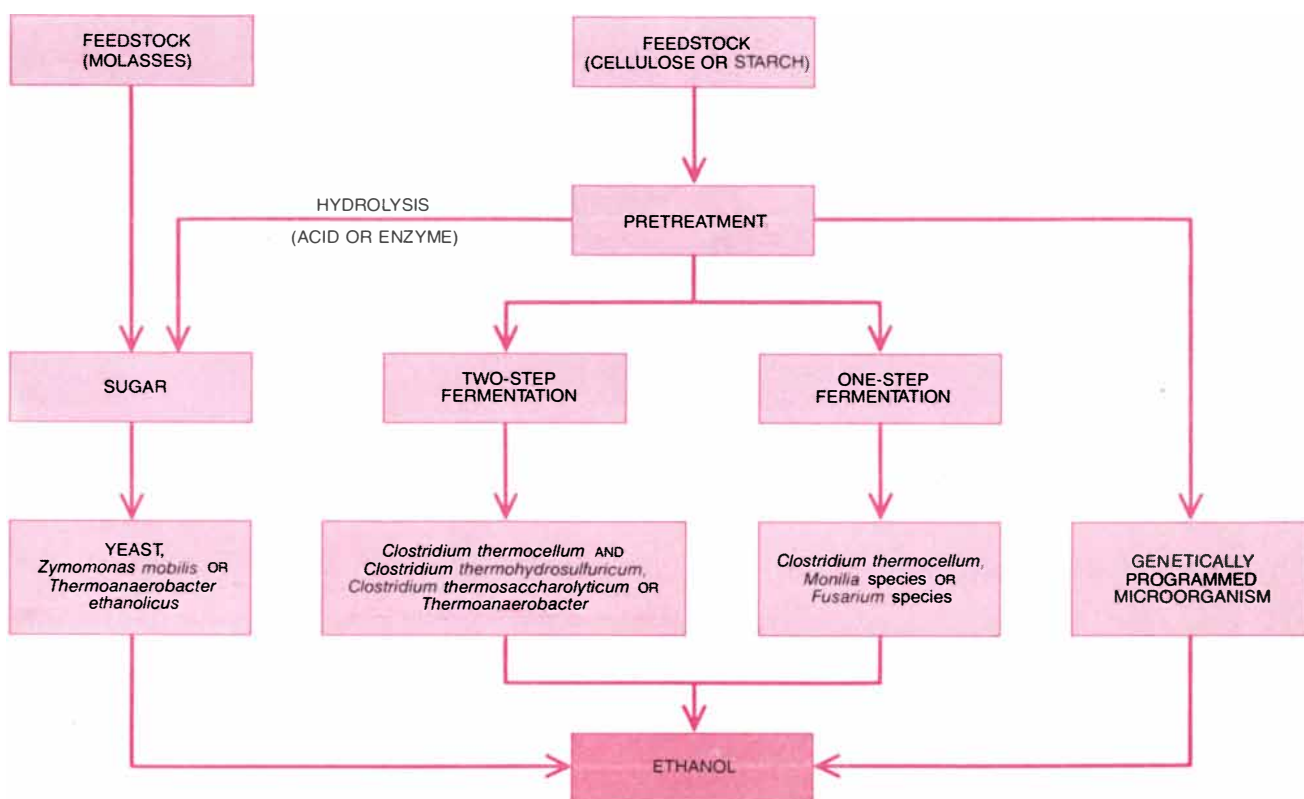 FEEDSTOCK
(MOLASSES)
FEEDSTOCK
(CELLULOSE OR STARCH)
HYDROLYSIS
(ACID OR ENZYME)
PRETREATMENT
SUGAR
TWO-STEP
FERMENTATION
ONE-STEP
FERMENTATION
YEAST,
Zymomonas mobilis OR
Thermoanaerobacter
ethanolicus
Clostridium thermocellum AND
Clostridium thermohydrosulfuricum,
Clostridium thermosaccharolyticum OR
Thermoanaerobacter
Clostridium thermocellum,
Monilia species OR
Fusarium species
GENETICALLY
PROGRAMMED
MICROORGANISM
ETHANOL